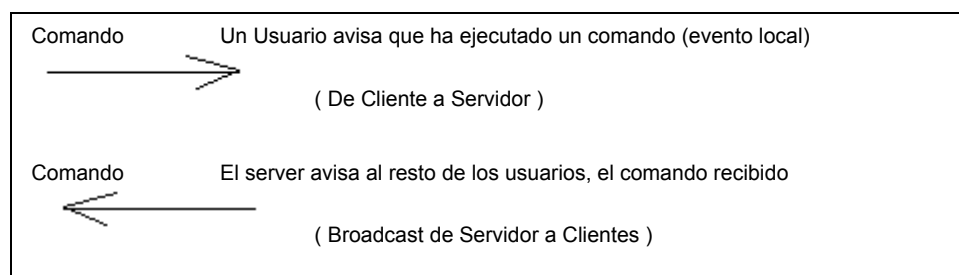 Comando Un Usuario avisa que ha ejecutado un comando (evento local)
( De Cliente a Servidor )
Comando El server avisa al resto de los usuarios, el comando recibido
( Broadcast de Servidor a Clientes )